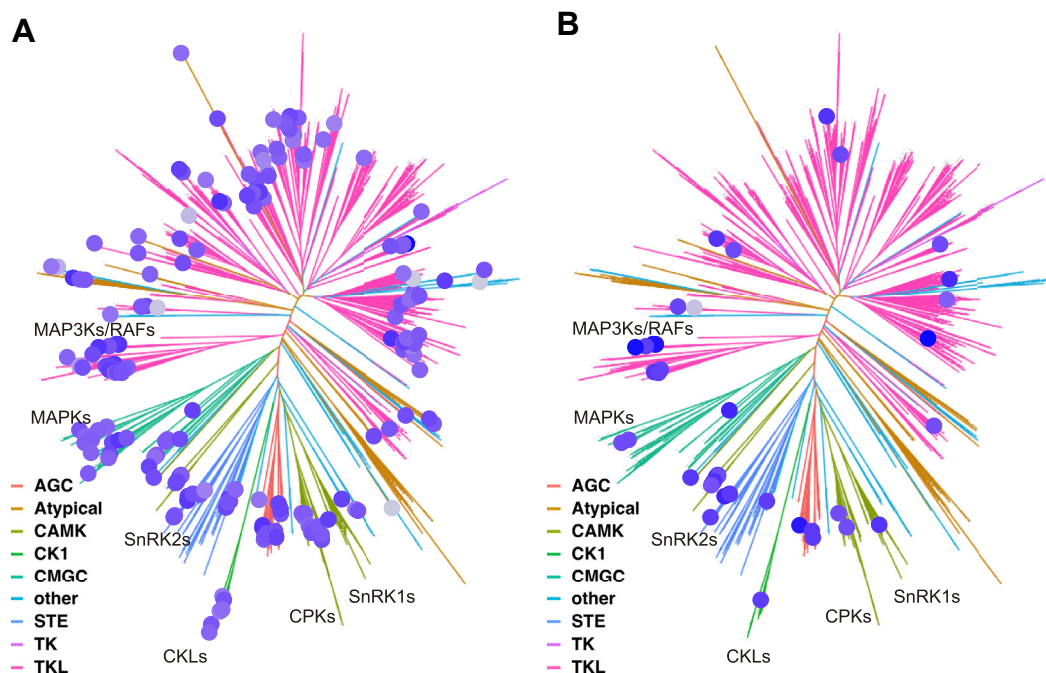 A
MAP3Ks/RAFs
MAPKs
AGC
Atypical
CAMK
CK1
CMGC
other
STE
TK
TKL
SnRK2s
SnRK1s
CPKs
CKLs
B
MAP3Ks/RAFs
MAPKs
AGC
Atypical
CAMK
CK1
CMGC
other
STE
TK
TKL
SnRK2s
SnRK1s
CPKs
CKLs